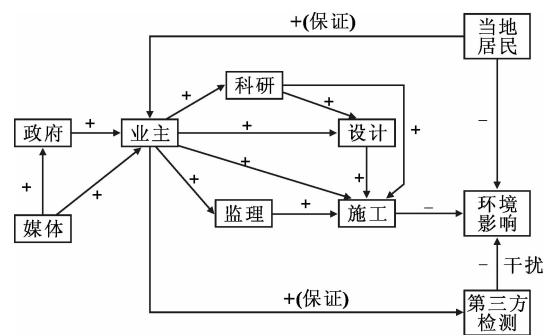 +(保证)
当地
居民
+
科研
+
+
−
政府
+
业主
+
设计
+
+
+
+
+
+
监理
+
施工
−
环境
影响
媒体
−
干扰
+(保证)
第三方
检测